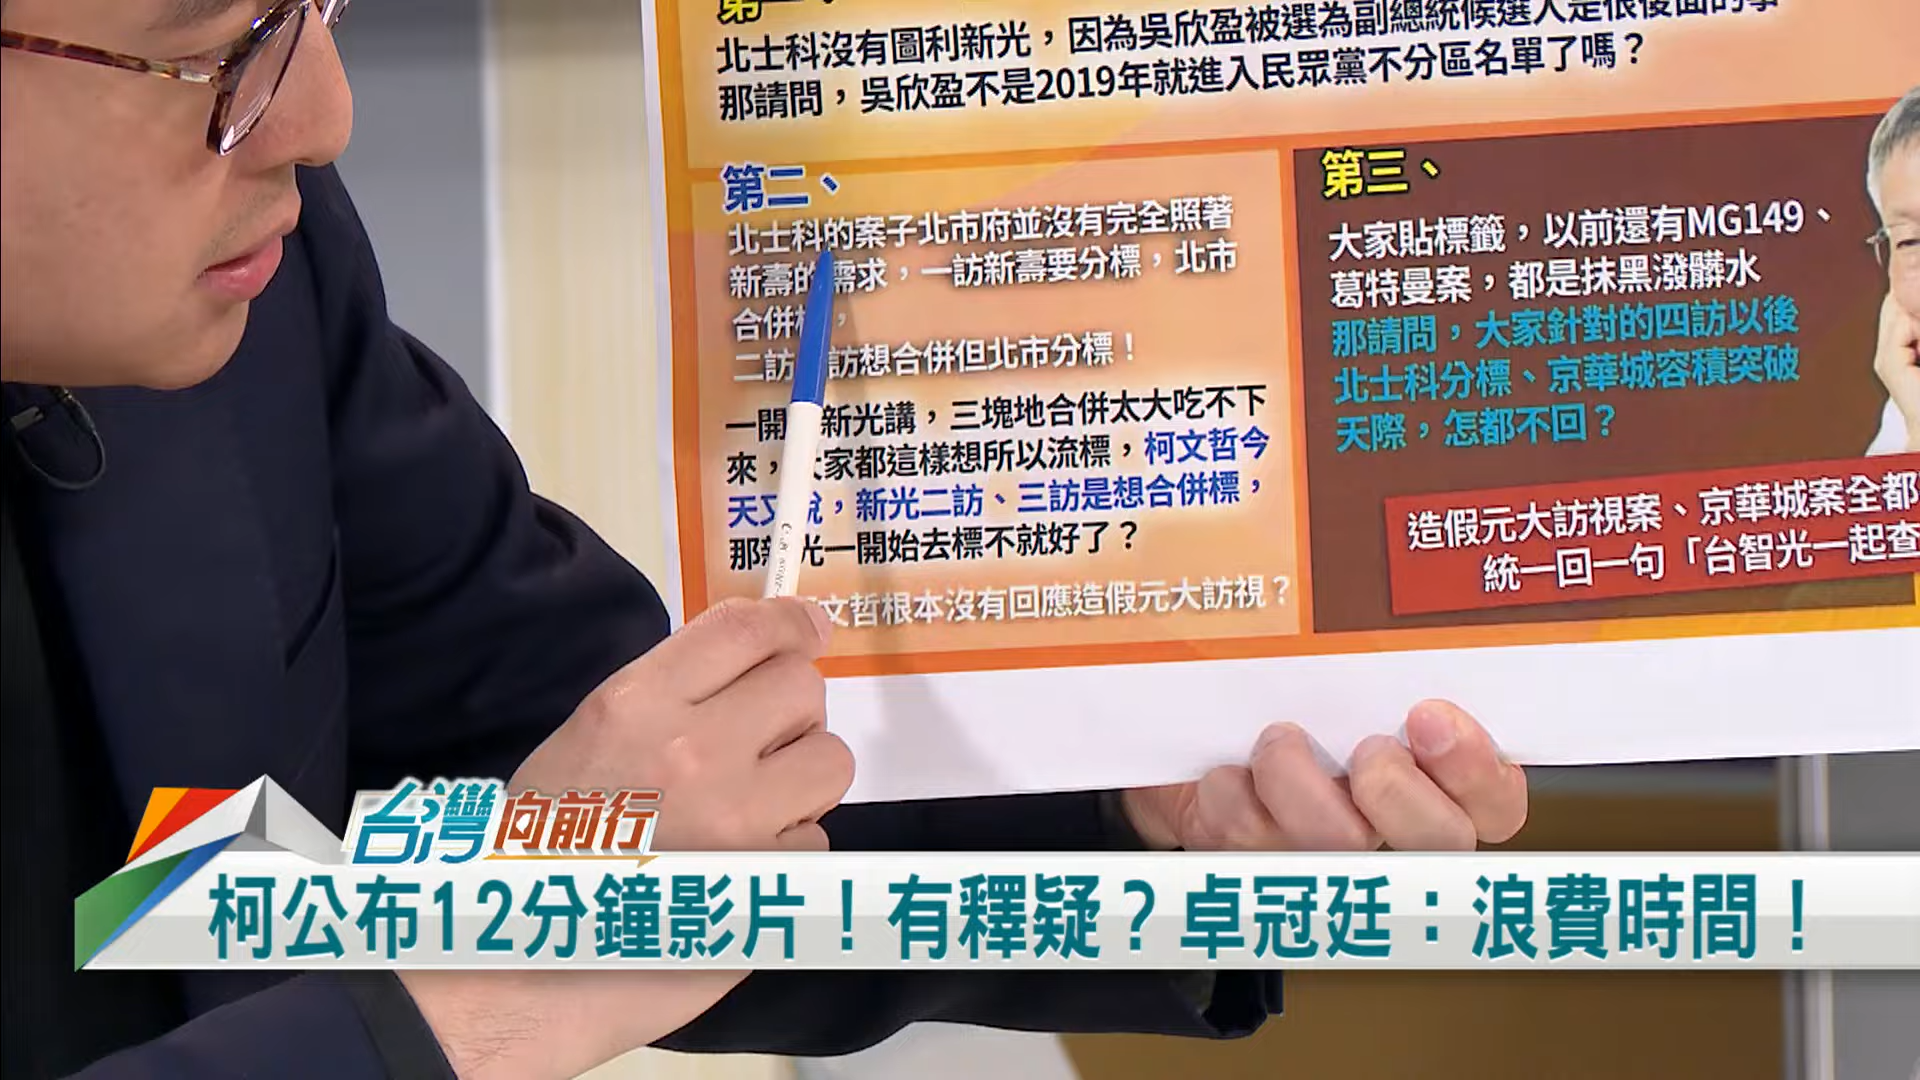 北士科沒有圖利新光，因為吳欣盈被選為副總統候選人是很後面的事
那請問，吳欣盈不是2019年就進入民眾黨不分區名單了嗎？
第二、
北士科的案子北市府並沒有完全照著
新壽的需求，一訪新壽要分標，北市
合併
二訪 訪想合併但北市分標！
一開 新光講，三塊地合併太大吃不下
來， 大家都這樣想所以流標，柯文哲今
天又說，新光二訪、三訪是想合併標，
那新光一開始去標不就好了？
文哲根本沒有回應造假元大訪視？
第三、
大家貼標籤，以前還有MG149、
葛特曼案，都是抹黑潑髒水
那請問，大家針對的四訪以後
北士科分標、京華城容積突破
天際，怎都不回？
造假元大訪視案、京華城案全都
統一回一句「台智光一起查
台灣向前行
柯公布12分鐘影片！有釋疑？卓冠廷：浪費時間！